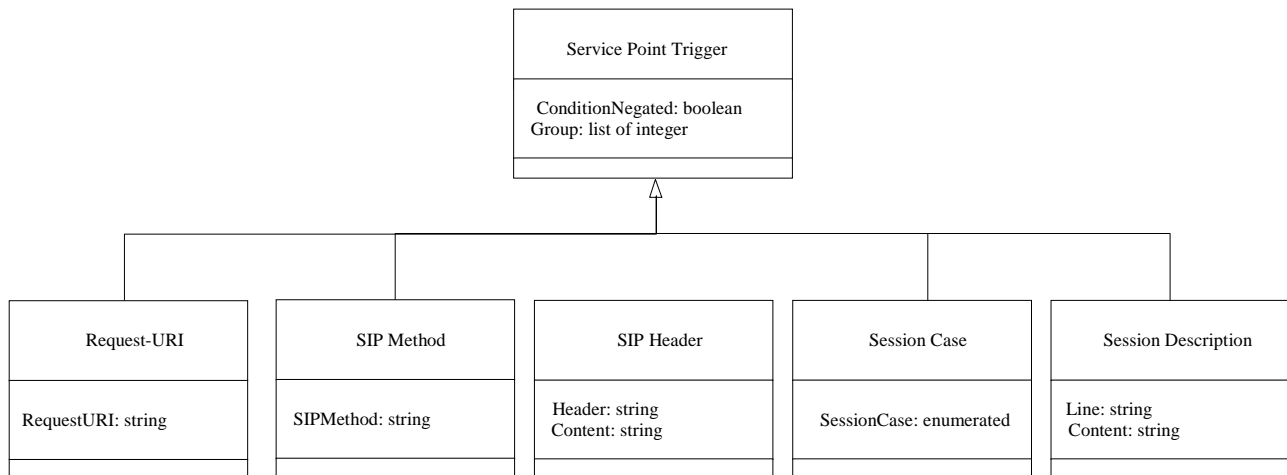 Service Point Trigger
ConditionNegated: boolean
Group: list of integer
Request-URI
RequestURI: string
SIP Method
SIPMethod: string
SIP Header
Header: string
Content: string
Session Case
SessionCase: enumerated
Session Description
Line: string
Content: string